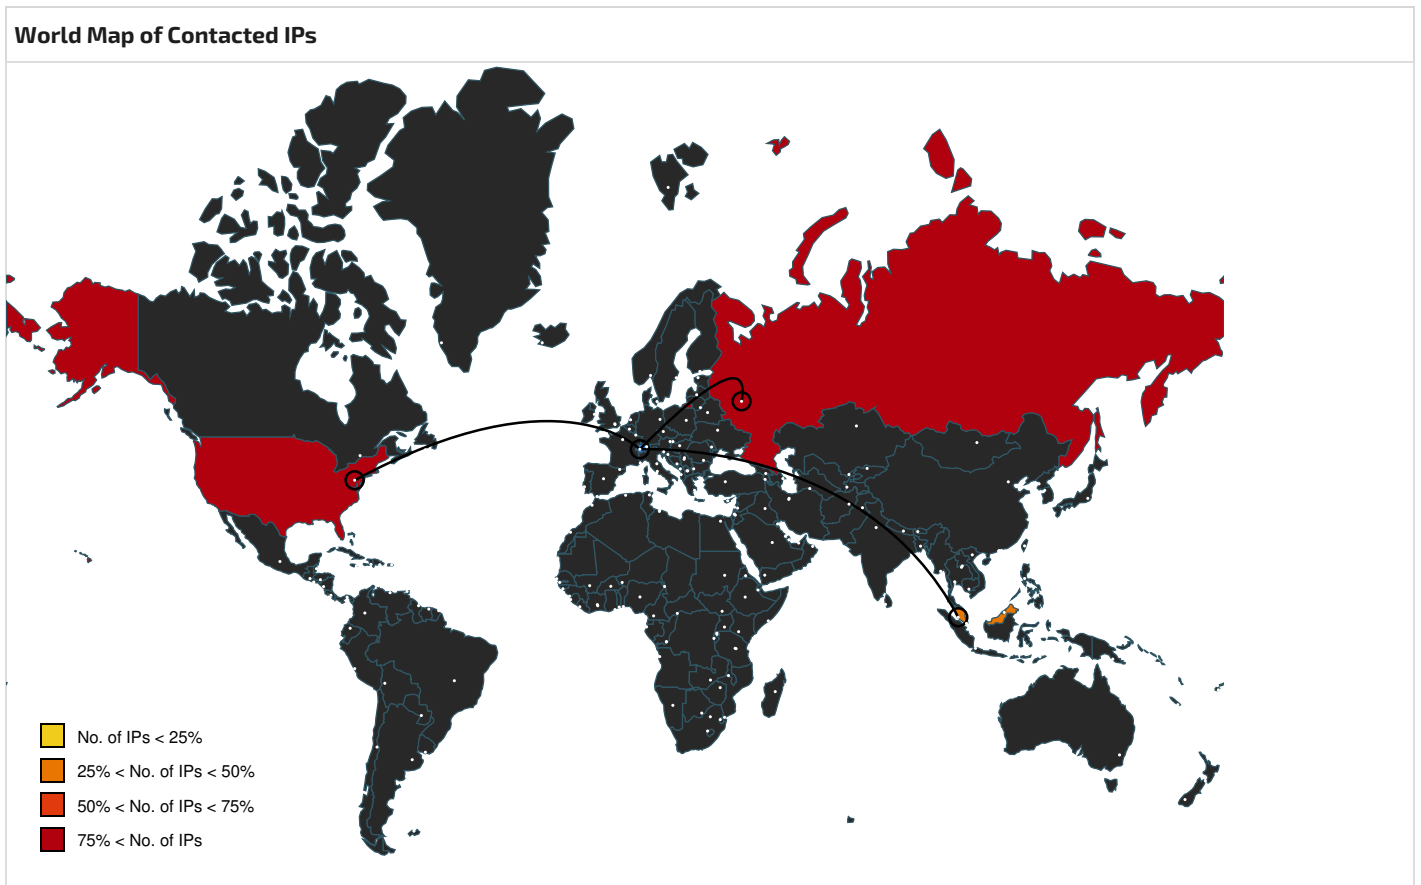 World Map of Contacted IPs
No. of IPs < 25%
25% < No. of IPs < 50%
50% < No. of IPs < 75%
75% < No. of IPs